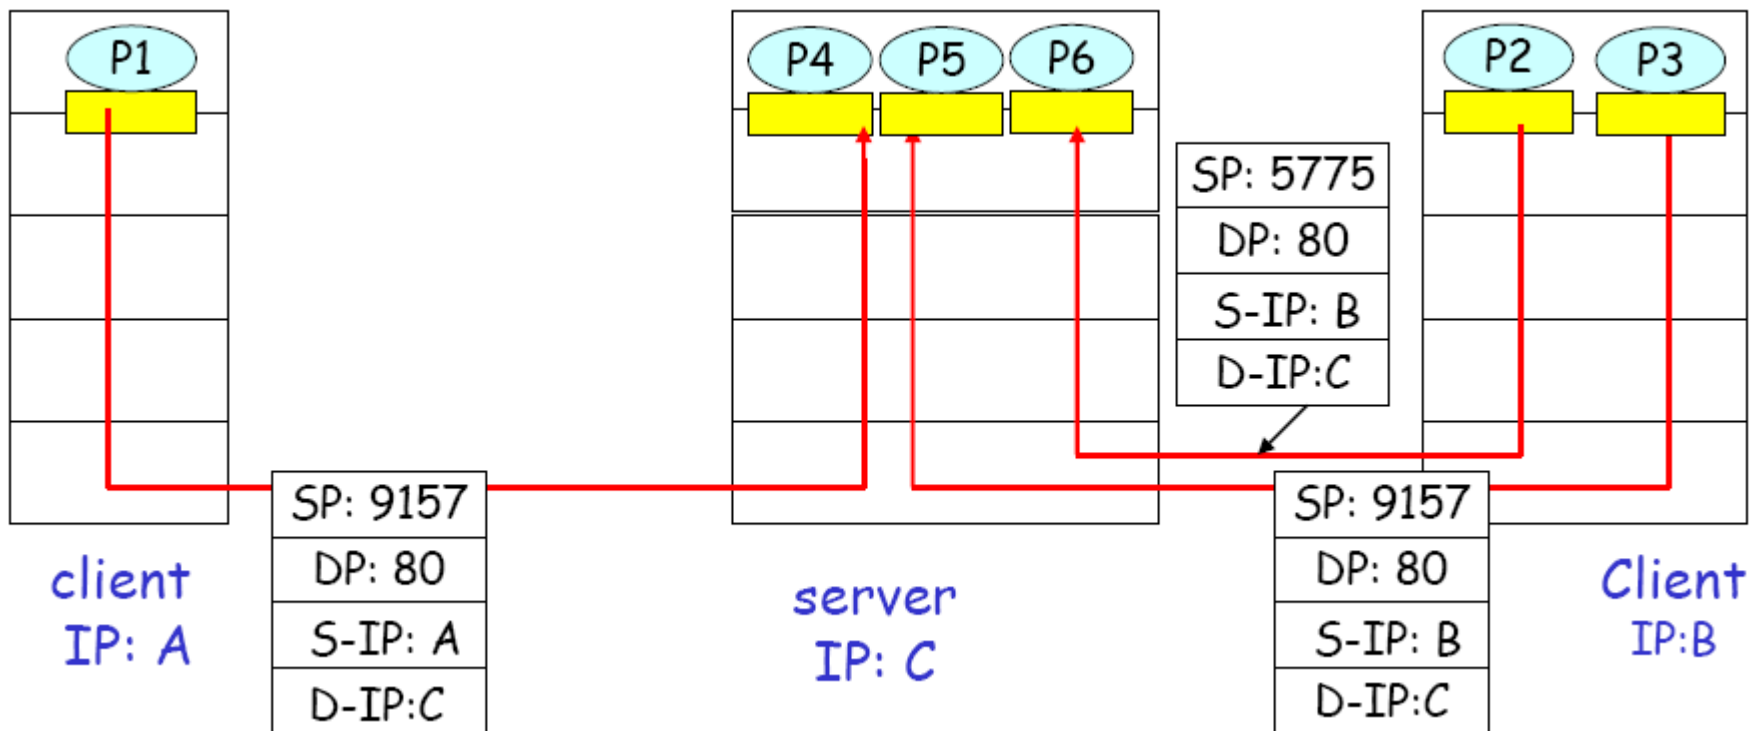 P1
P4
P5
P6
P2
P3
SP: 5775
DP: 80
S-IP: B
D-IP:C
SP: 9157
DP: 80
S-IP: A
D-IP:C
SP: 9157
DP: 80
S-IP: B
D-IP:C
client
IP: A
server
IP: C
Client
IP:B